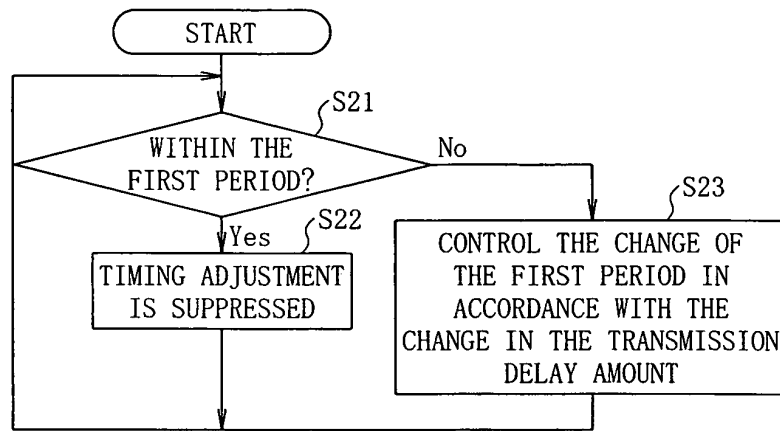 START
S21
WITHIN THE
FIRST PERIOD?
No
Yes
S22
TIMING ADJUSTMENT
IS SUPPRESSED
S23
CONTROL THE CHANGE OF
THE FIRST PERIOD IN
ACCORDANCE WITH THE
CHANGE IN THE TRANSMISSION
DELAY AMOUNT